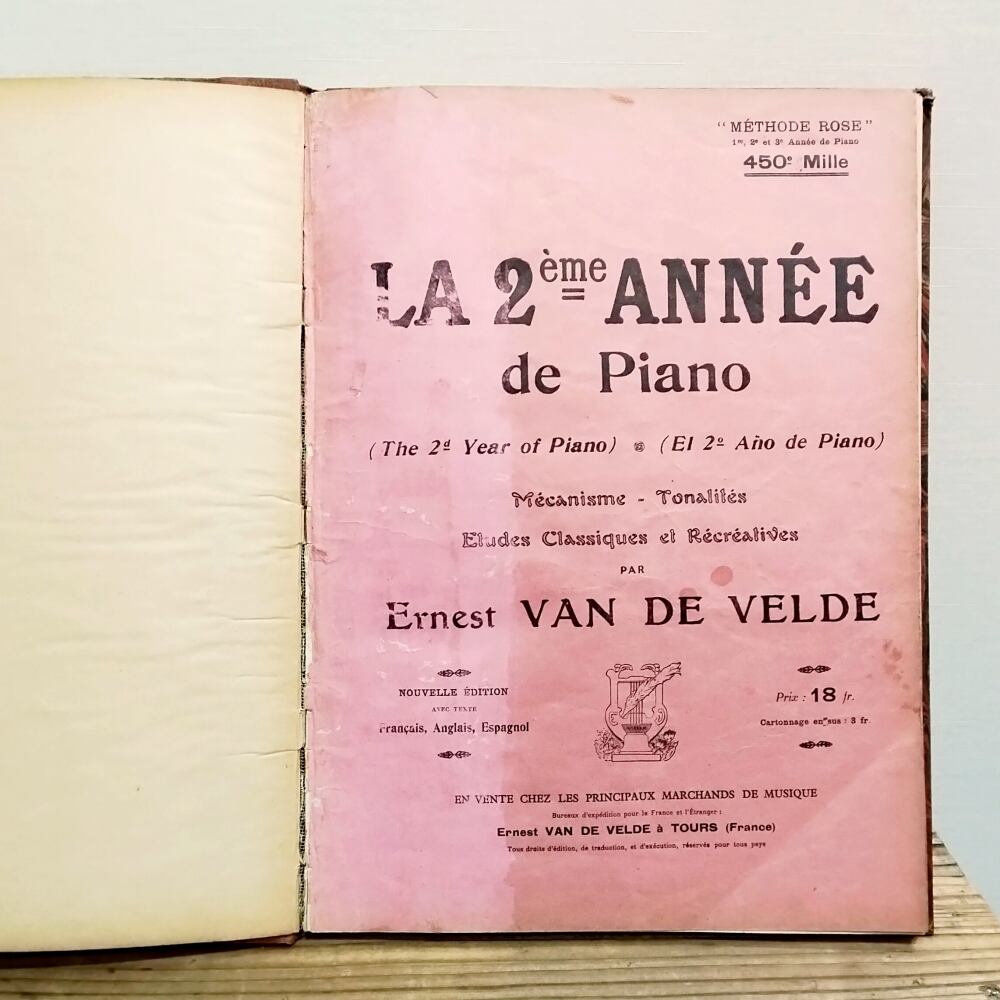 “MÉTHODE ROSE”
1re, 2e et 3e Année de Piano
450e Mille
LA 2ème ANNÉE
de Piano
(The 2d Year of Piano) (El 2o Año de Piano)
Mécanisme - Tonalités
Etudes Classiques et Récréatives
PAR
Ernest VAN DE VELDE
NOUVELLE ÉDITION
AVEC TEXTE
Français, Anglais, Espagnol
Prix : 18 fr.
Cartonnage en sus : 3 fr.
EN VENTE CHEZ LES PRINCIPAUX MARCHANDS DE MUSIQUE
Bureaux d'expédition pour la France et l'Étranger :
Ernest VAN DE VELDE à TOURS (France)
Tous droits d'édition, de traduction, et d'exécution, réservés pour tous pays